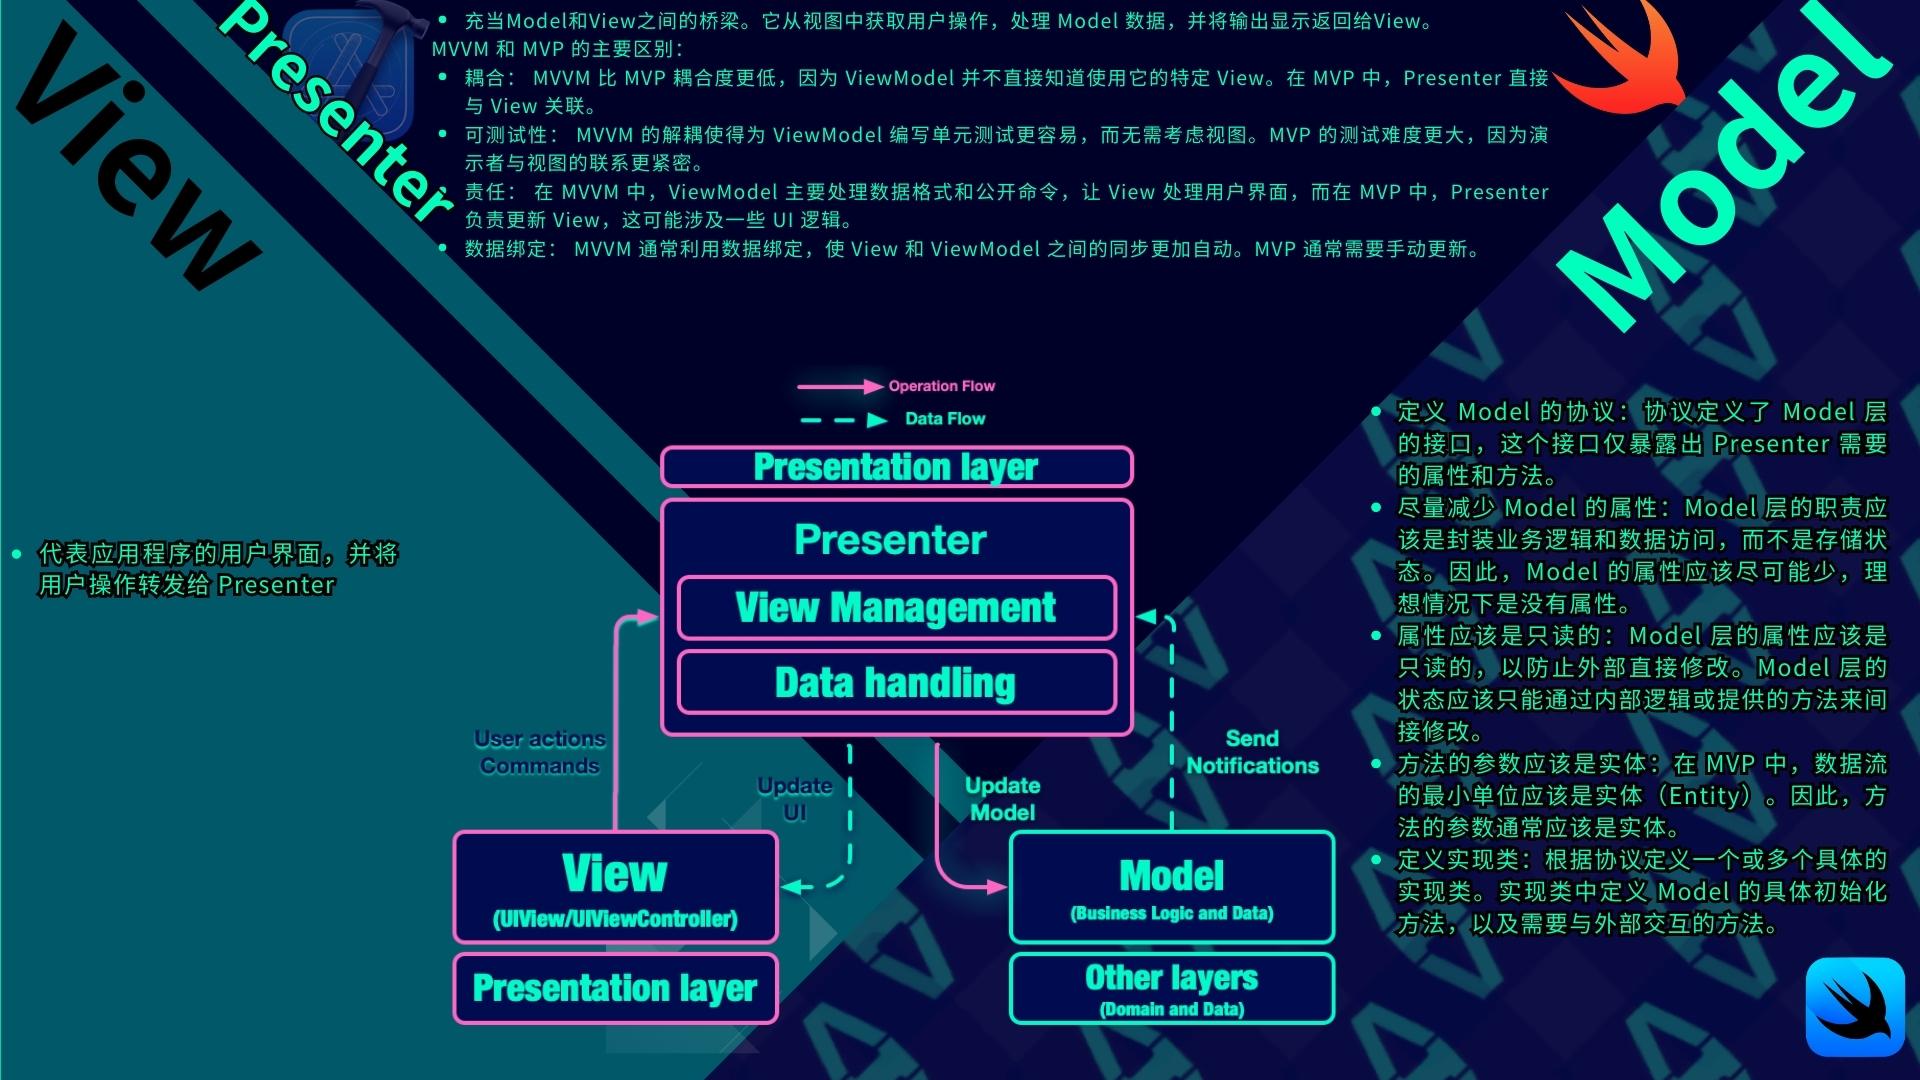 View
Presenter
Model
• 充当Model和View之间的桥梁。它从视图中获取用户操作，处理 Model 数据，并将输出显示返回给View。
MVVM 和 MVP 的主要区别：
• 耦合： MVVM 比 MVP 耦合度更低，因为 ViewModel 并不直接知道使用它的特定 View。在 MVP 中，Presenter 直接
与 View 关联。
• 可测试性： MVVM 的解耦使得为 ViewModel 编写单元测试更容易，而无需考虑视图。MVP 的测试难度更大，因为演
示者与视图的联系更紧密。
• 责任： 在 MVVM 中，ViewModel 主要处理数据格式和公开命令，让 View 处理用户界面，而在 MVP 中，Presenter
负责更新 View，这可能涉及一些 UI 逻辑。
• 数据绑定： MVVM 通常利用数据绑定，使 View 和 ViewModel 之间的同步更加自动。MVP 通常需要手动更新。
• 代表应用程序的用户界面，并将
用户操作转发给 Presenter
Operation Flow
Data Flow
Presentation layer
Presenter
View Management
Data handling
User actions
Commands
Update
UI
Update
Model
Send
Notifications
View
(UIView/UIViewController)
Presentation layer
Model
(Business Logic and Data)
Other layers
(Domain and Data)
• 定义 Model 的协议：协议定义了 Model 层
的接口，这个接口仅暴露出 Presenter 需要
的属性和方法。
• 尽量减少 Model 的属性：Model 层的职责应
该是封装业务逻辑和数据访问，而不是存储状
态。因此，Model 的属性应该尽可能少，理
想情况下是没有属性。
• 属性应该是只读的：Model 层的属性应该是
只读的，以防止外部直接修改。Model 层的
状态应该只能通过内部逻辑或提供的方法来间
接修改。
• 方法的参数应该是实体：在 MVP 中，数据流
的最小单位应该是实体（Entity）。因此，方
法的参数通常应该是实体。
• 定义实现类：根据协议定义一个或多个具体的
实现类。实现类中定义 Model 的具体初始化
方法，以及需要与外部交互的方法。